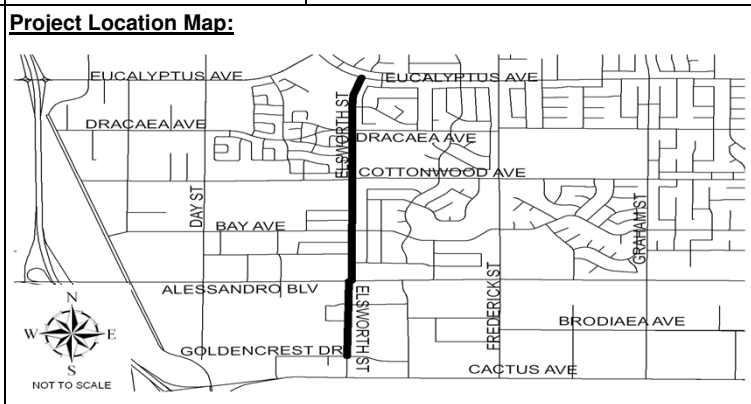 Project Location Map:
EUCALYPTUS AVE
EUCALYPTUS AVE
ELSWORTH ST
DRACAEA AVE
DRACAEA AVE
COTTONWOOD AVE
DAY ST
GRAHAM ST
BAY AVE
ALESSANDRO BLV
ELSWORTH ST
FREDERICK ST
BRODIAEA AVE
GOLDENCREST DR
CACTUS AVE
N
W
E
S
NOT TO SCALE